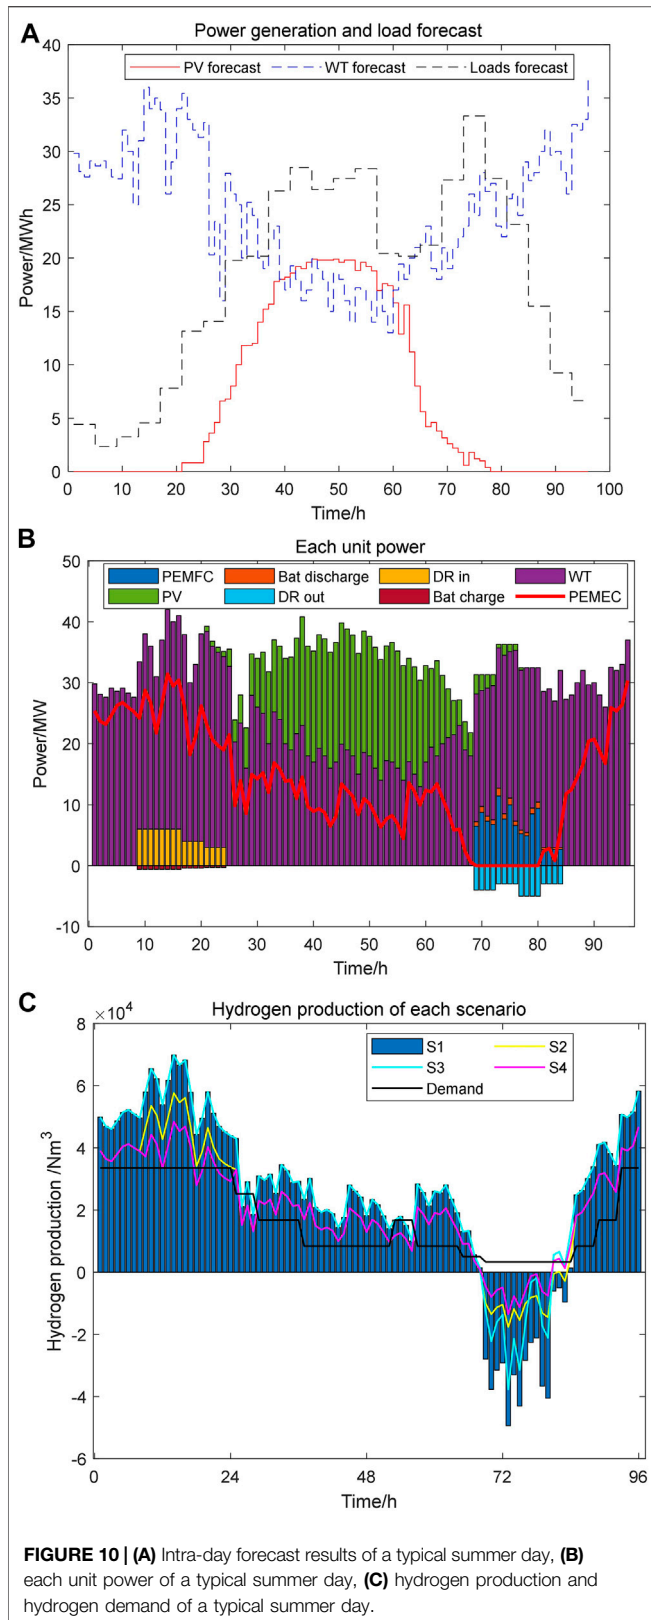 A
Power generation and load forecast
40
PV forecast WT forecast Loads forecast
35
30
25
20
15
10
5
0
Power/MWh
0 10 20 30 40 50 60 70 80 90 100
Time/h
B
Each unit power
50
PEMFC Bat discharge DR in WT
PV DR out Bat charge PEMEC
40
30
20
10
0
-10
Power/MW
0 10 20 30 40 50 60 70 80 90
Time/h
C
×10⁴ Hydrogen production of each scenario
8
S1 S2
S3 S4
Demand
6
4
2
0
-2
-4
-6
Hydrogen production /Nm³
0 24 48 72 96
Time/h
FIGURE 10 | (A) Intra-day forecast results of a typical summer day, (B)
each unit power of a typical summer day, (C) hydrogen production and
hydrogen demand of a typical summer day.